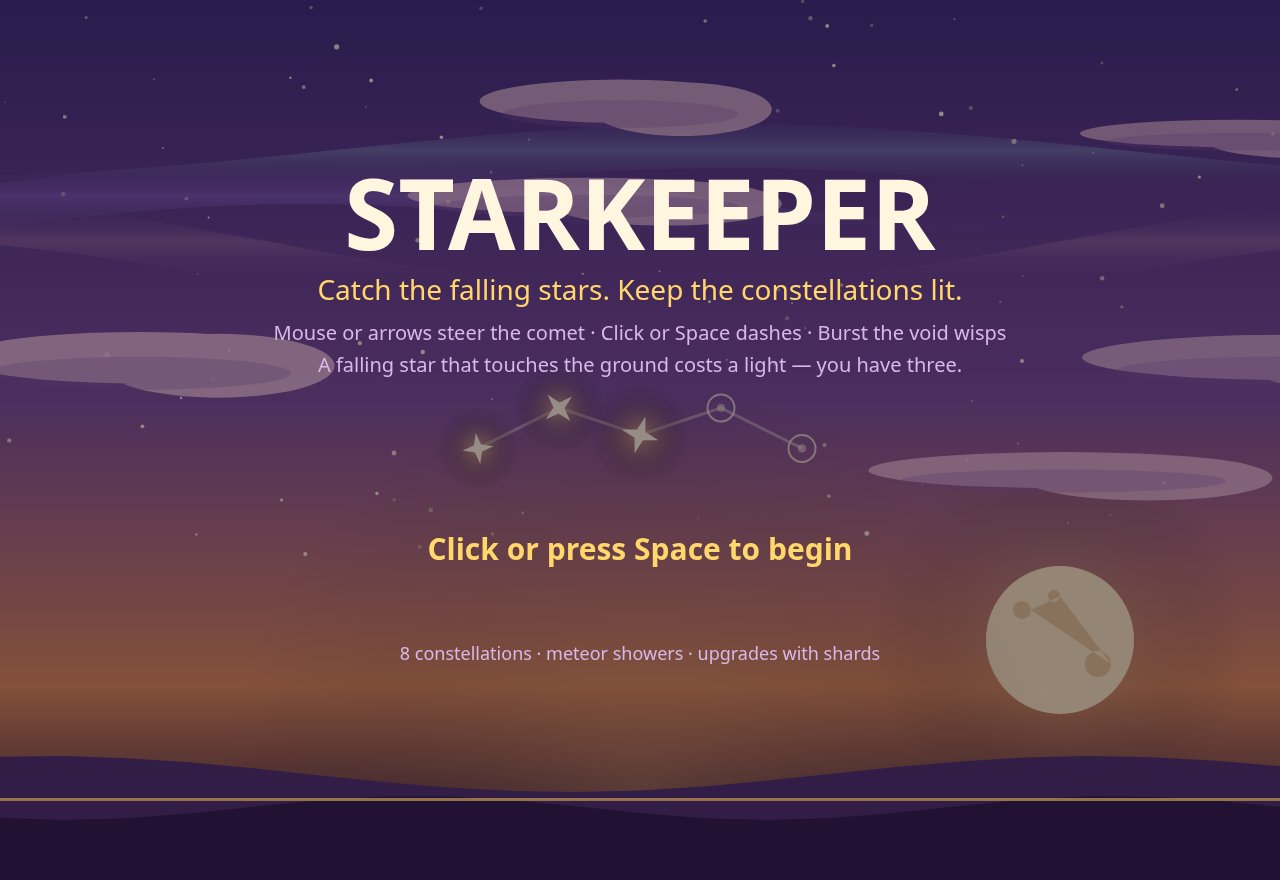 STARKEEPER
Catch the falling stars. Keep the constellations lit.
Mouse or arrows steer the comet · Click or Space dashes · Burst the void wisps
A falling star that touches the ground costs a light — you have three.
Click or press Space to begin
8 constellations · meteor showers · upgrades with shards